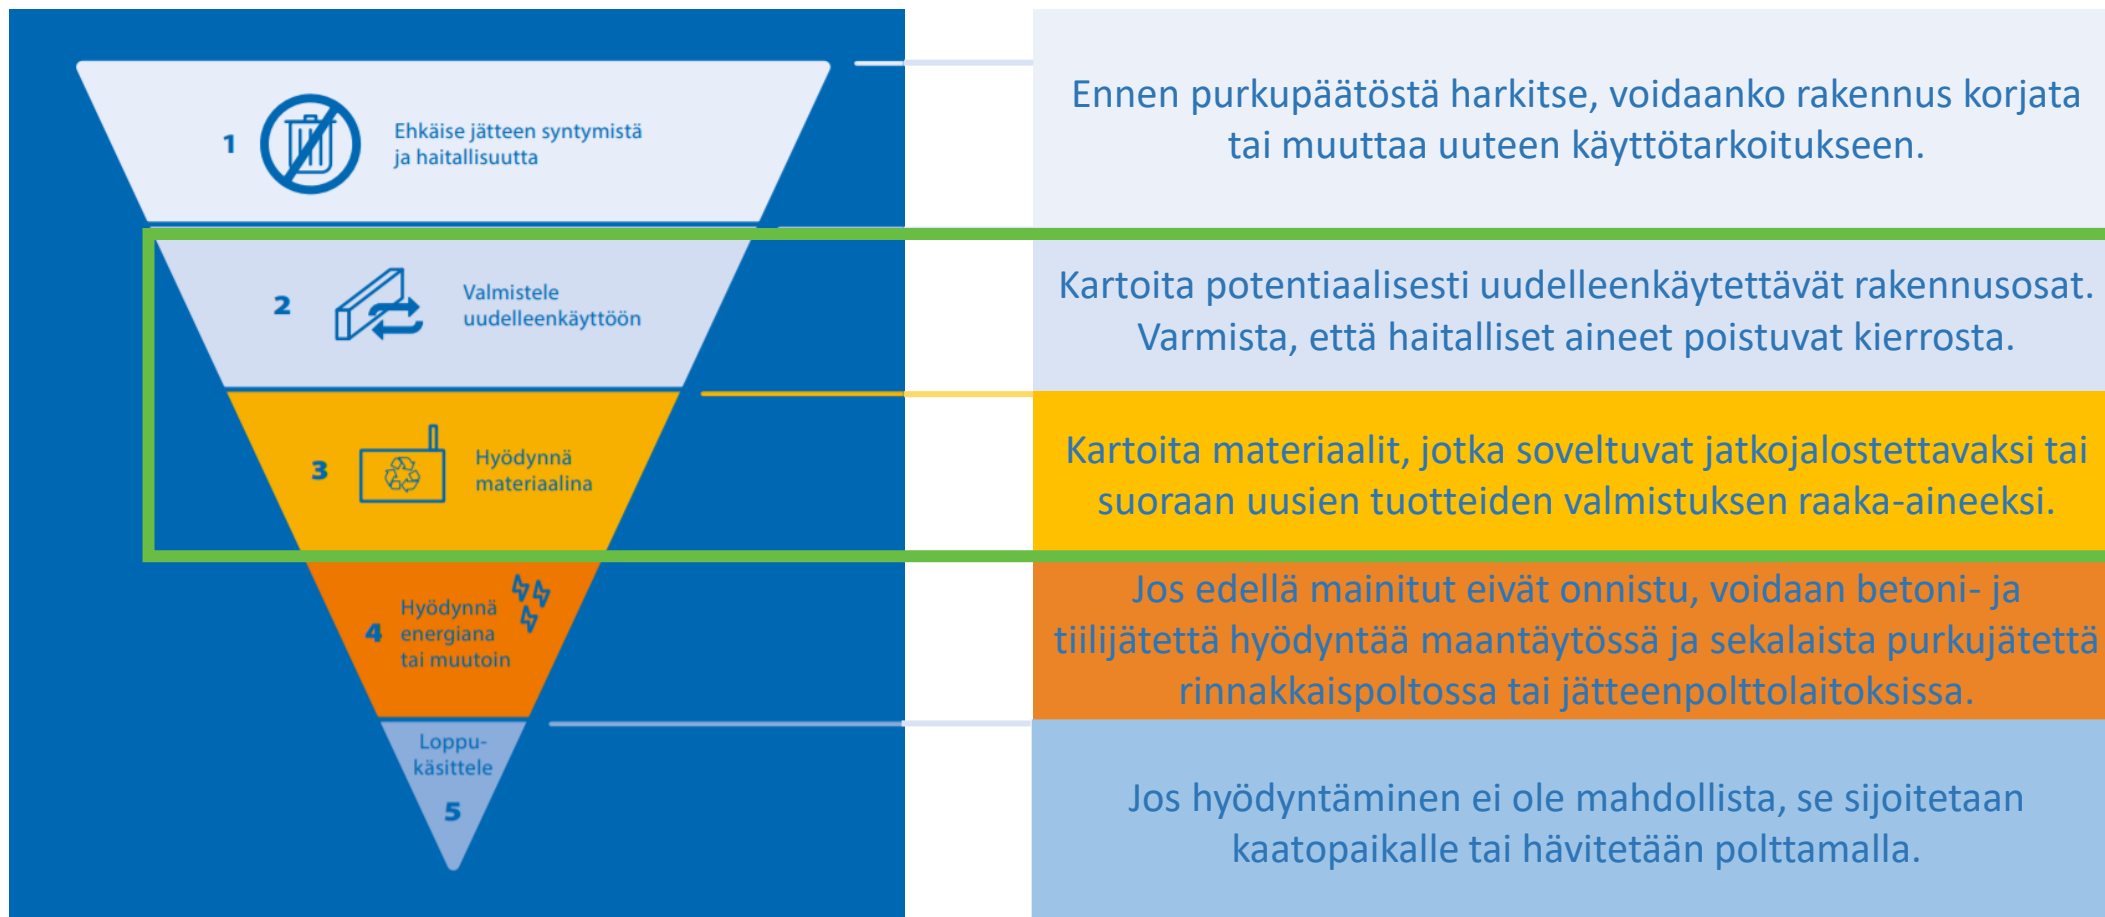 1
Ehkäise jätteen syntymistä
ja haitallisuutta
Ennen purkupäätöstä harkitse, voidaanko rakennus korjata
tai muuttaa uuteen käyttötarkoitukseen.
2
Valmistele
uudelleenkäyttöön
Kartoita potentiaalisesti uudelleenkäytettävät rakennusosat.
Varmista, että haitalliset aineet poistuvat kierrosta.
3
Hyödynnä
materiaalina
Kartoita materiaalit, jotka soveltuvat jatkojalostettavaksi tai
suoraan uusien tuotteiden valmistuksen raaka-aineeksi.
4
Hyödynnä
energiana
tai muutoin
Jos edellä mainitut eivät onnistu, voidaan betoni- ja
tiilijätettä hyödyntää maantäytössä ja sekalaista purkujätettä
rinnakkaispoltossa tai jätteenpolttolaitoksissa.
Loppu-
käsittele
5
Jos hyödyntäminen ei ole mahdollista, se sijoitetaan
kaatopaikalle tai hävitetään polttamalla.